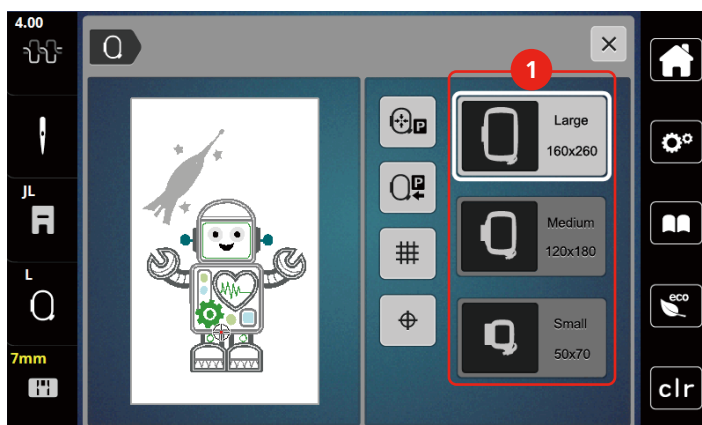 4.00
JL
L
7mm
1
Large
160x260
Medium
120x180
Small
50x70
P
P
eco
clr